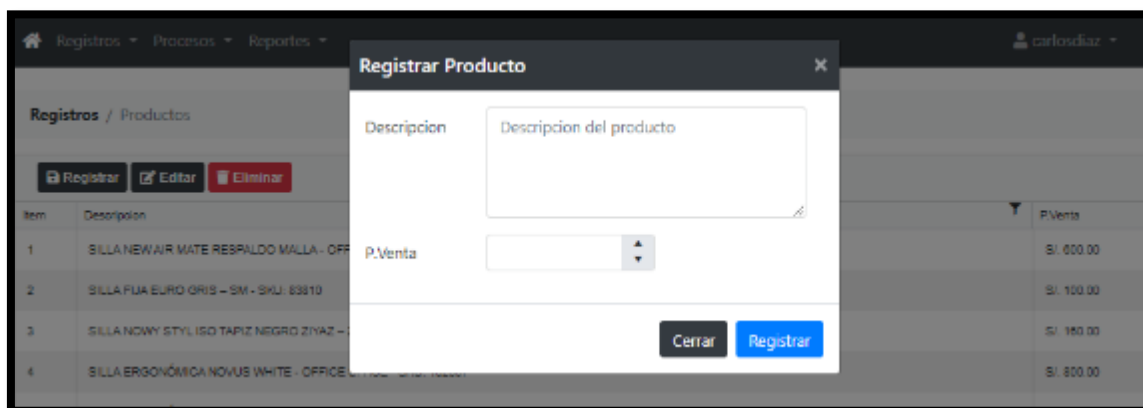 Registros Procesos Reportes carlosdiaz
Registrar Producto ×
Registros / Productos
Descripcion Descripcion del producto
Registrar Editar Eliminar
Item Descripcion P.Venta
1 SILLA NEW AIR MATE RESPALDO MALLA - OFF S/. 600.00
P.Venta
2 SILLA FIJA EURO GRIS – SM - SKU: 83810 S/. 100.00
3 SILLA NOWY STYL ISO TAPIZ NEGRO ZIYAZ – S/. 160.00
Cerrar Registrar
4 SILLA ERGONÓMICA NOVUS WHITE - OFFICE S/. 800.00